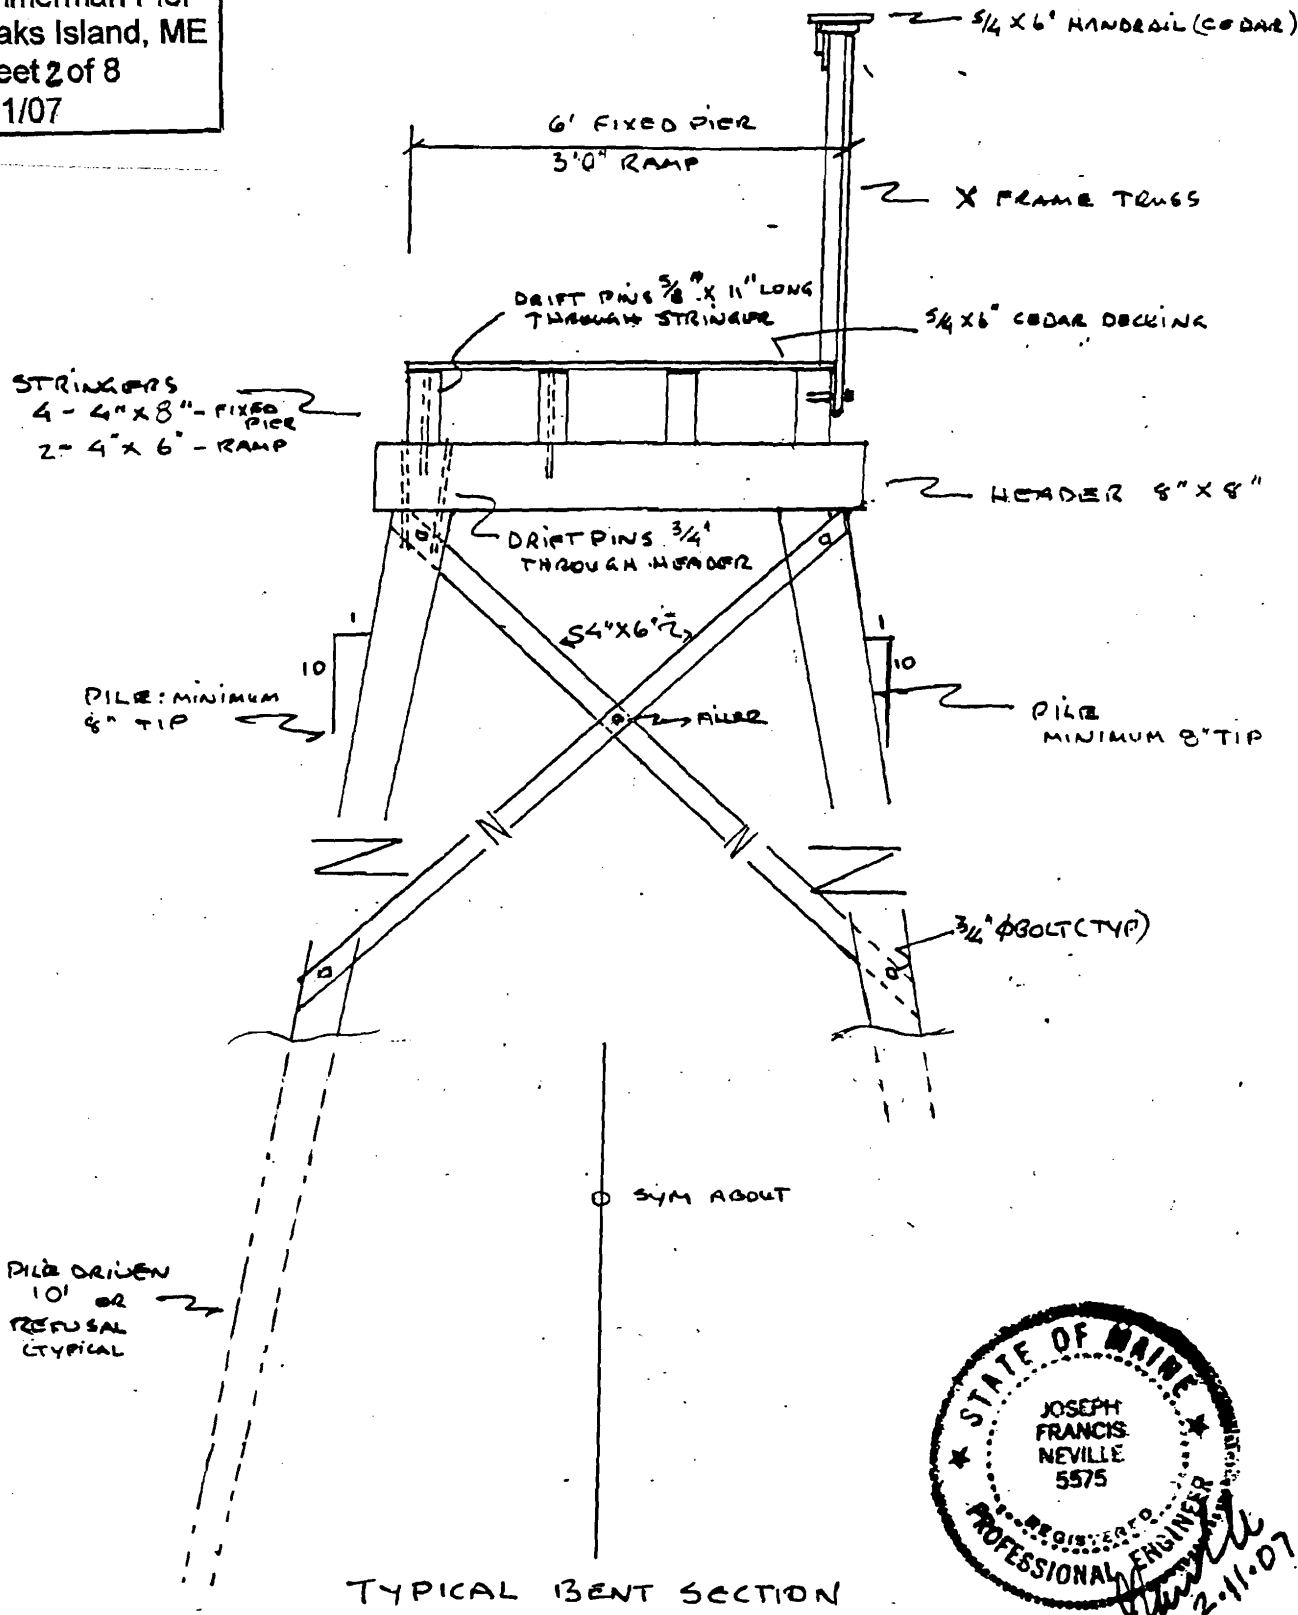 aks Island, ME
eet 2 of 8
1/07
5/4 X 6" HANDRAIL (CEDAR)
6' FIXED PIER
3'0" RAMP
X FRAME TRUSS
DRIFT PINS 5/8" X 11" LONG
THROUGH STRINGER
5/4 X 6" CEDAR DECKING
STRINGERS
4 - 4" X 8" - FIXED
PIER
2 - 4" X 6" - RAMP
HEADER 8" X 8"
DRIFT PINS 3/4"
THROUGH HEADER
4" X 6"
1
10
1
10
PILE: MINIMUM
8" TIP
FILLER
PILE
MINIMUM 8" TIP
3/4" ØBOLT (TYP)
SYM ABOUT
PILE DRIVEN
10' OR
REFUSAL
(TYPICAL
STATE OF MAINE
JOSEPH
FRANCIS
NEVILLE
5575
REGISTERED
PROFESSIONAL ENGINEER
2.11.07
TYPICAL BENT SECTION